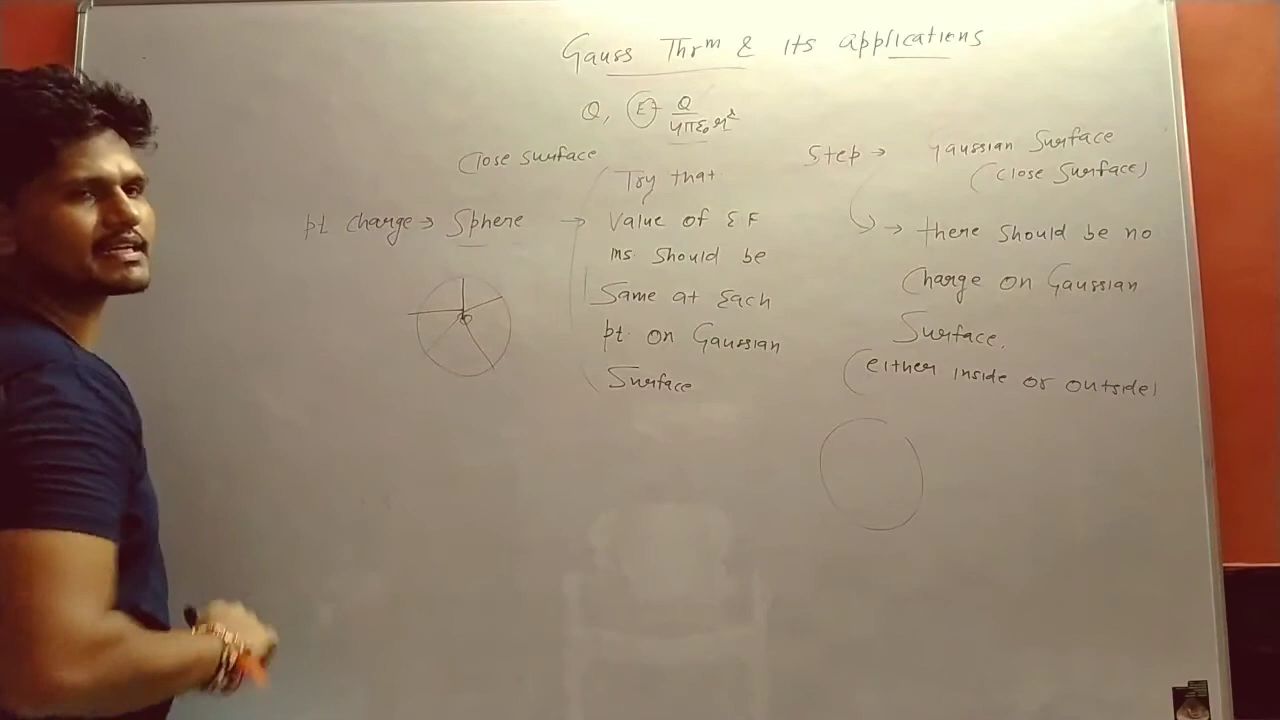 Gauss Thrm & its applications
Q, E = Q / 4πε₀r²
Close surface
pt. charge → Sphere →
Try that
value of EF
ms should be
Same at Each
pt. on Gaussian
Surface
Step → Gaussian Surface
(Close Surface)
→ there should be no
Charge on Gaussian
Surface.
(either inside or outside)